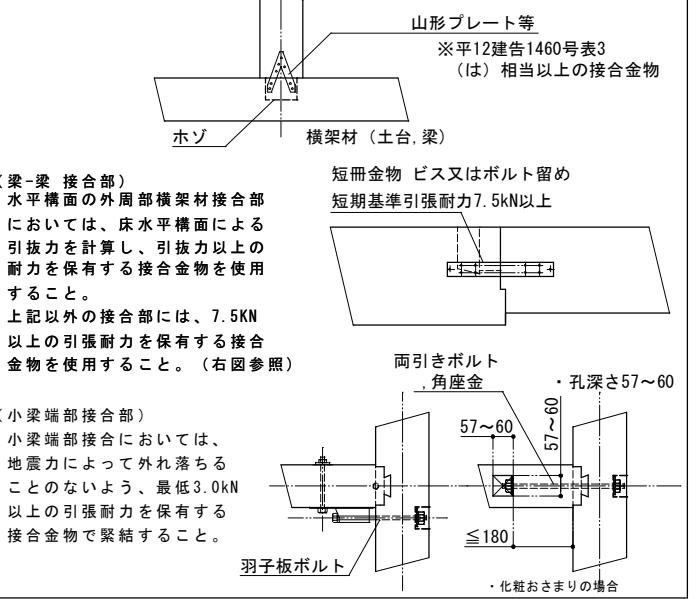 山形プレート等
※平12建告1460号表3
（は）相当以上の接合金物
ホゾ
横架材（土台,梁）
（梁-梁 接合部）
水平構面の外周部横架材接合部
においては、床水平構面による
引抜力を計算し、引抜力以上の
耐力を保有する接合金物を使用
すること。
上記以外の接合部には、7.5KN
以上の引張耐力を保有する接合
金物を使用すること。（右図参照）
短冊金物 ビス又はボルト留め
短期基準引張耐力7.5kN以上
（小梁端部接合部）
小梁端部接合においては、
地震力によって外れ落ちる
ことのないよう、最低3.0kN
以上の引張耐力を保有する
接合金物で緊結すること。
両引きボルト
,角座金
・孔深さ57～60
57～60
57～60
≦180
羽子板ボルト
・化粧おさまりの場合